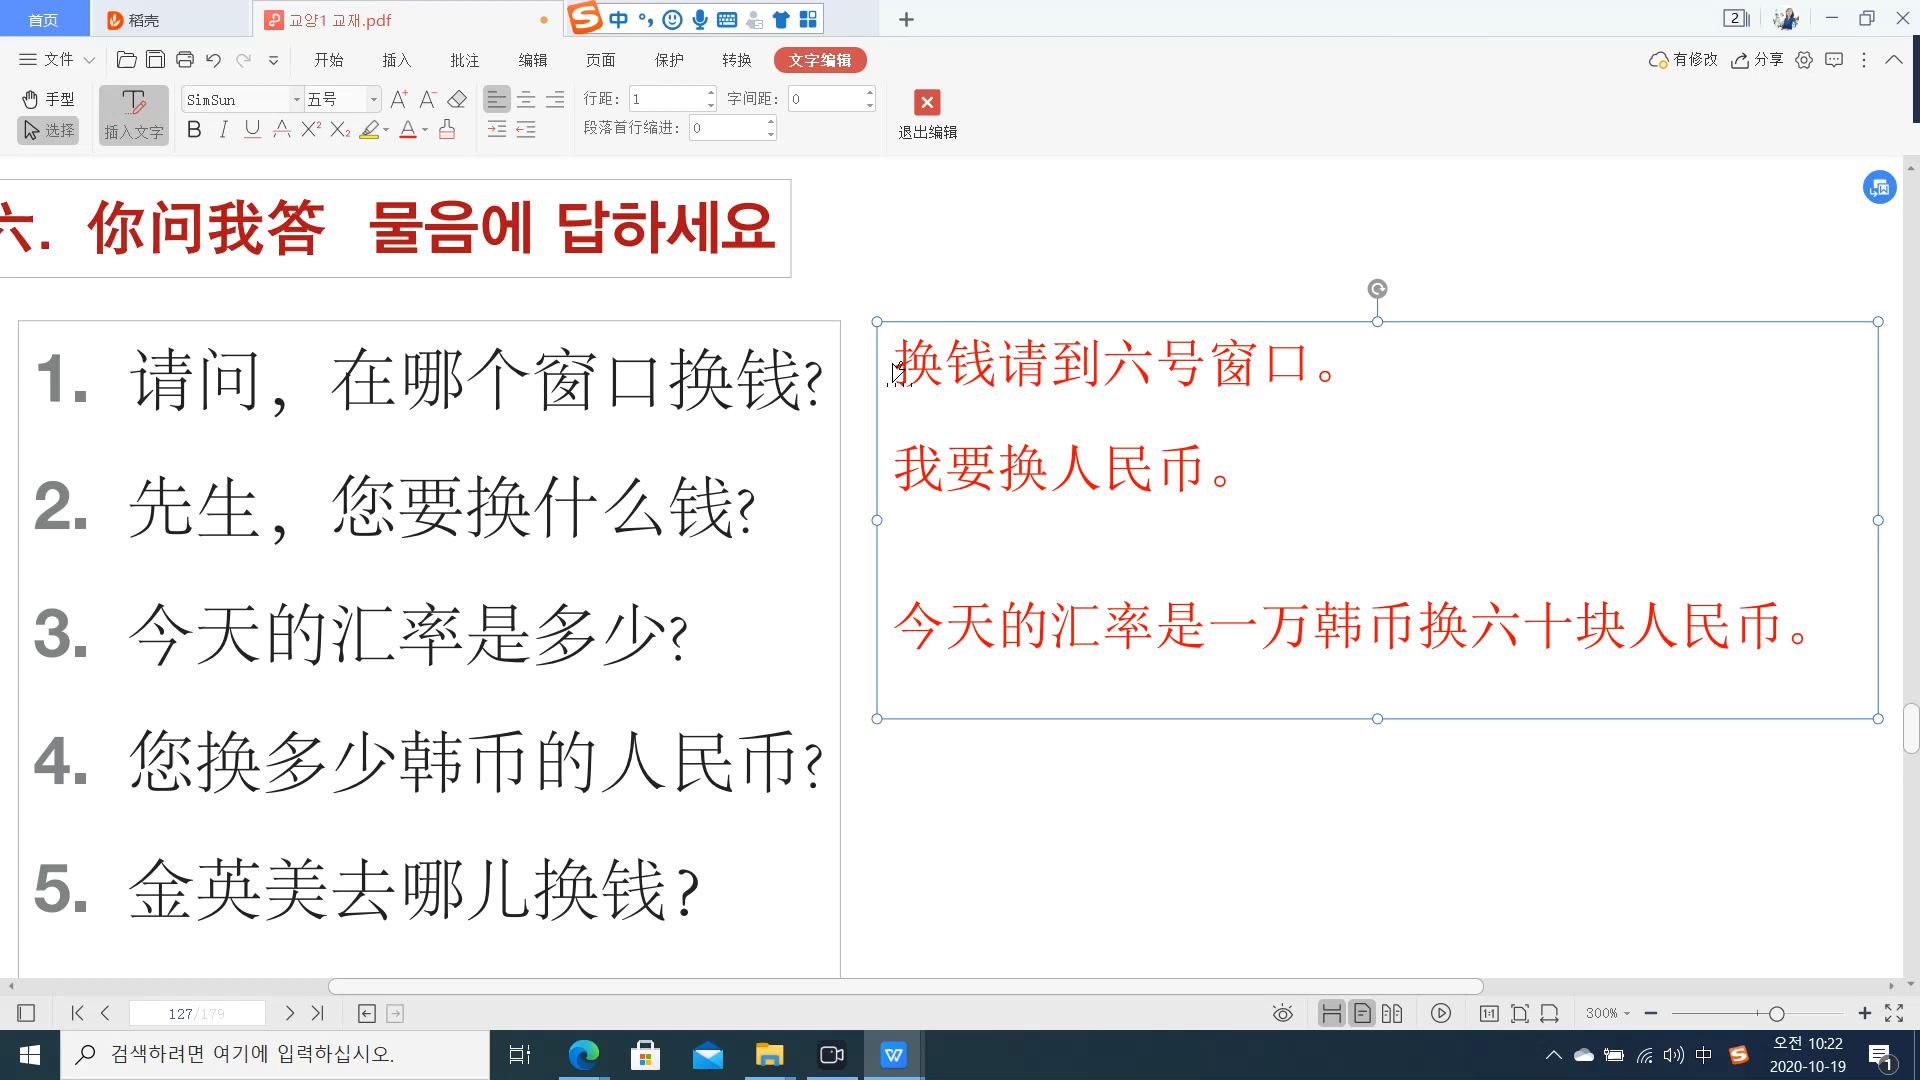 首页
稻壳
교양1 교재.pdf
中
2
文件
开始
插入
批注
编辑
页面
保护
转换
文字编辑
有修改
分享
手型
选择
插入文字
SimSun
五号
行距: 1
字间距: 0
段落首行缩进: 0
退出编辑
六. 你问我答 물음에 답하세요
1. 请问，在哪个窗口换钱?
2. 先生，您要换什么钱?
3. 今天的汇率是多少?
4. 您换多少韩币的人民币?
5. 金英美去哪儿换钱?
换钱请到六号窗口。
我要换人民币。
今天的汇率是一万韩币换六十块人民币。
127/179
1:1
300%
검색하려면 여기에 입력하십시오.
中
오전 10:22
2020-10-19
1